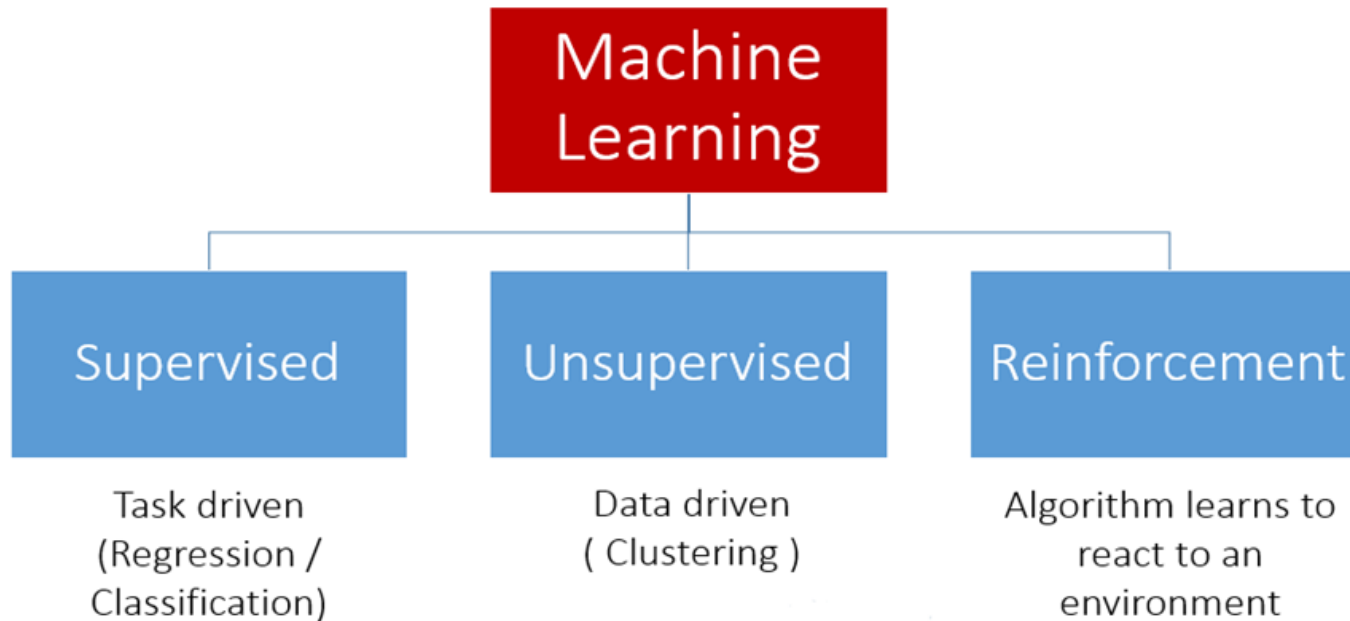 Machine
Learning
Supervised
Unsupervised
Reinforcement
Task driven
(Regression /
Classification)
Data driven
( Clustering )
Algorithm learns to
react to an
environment